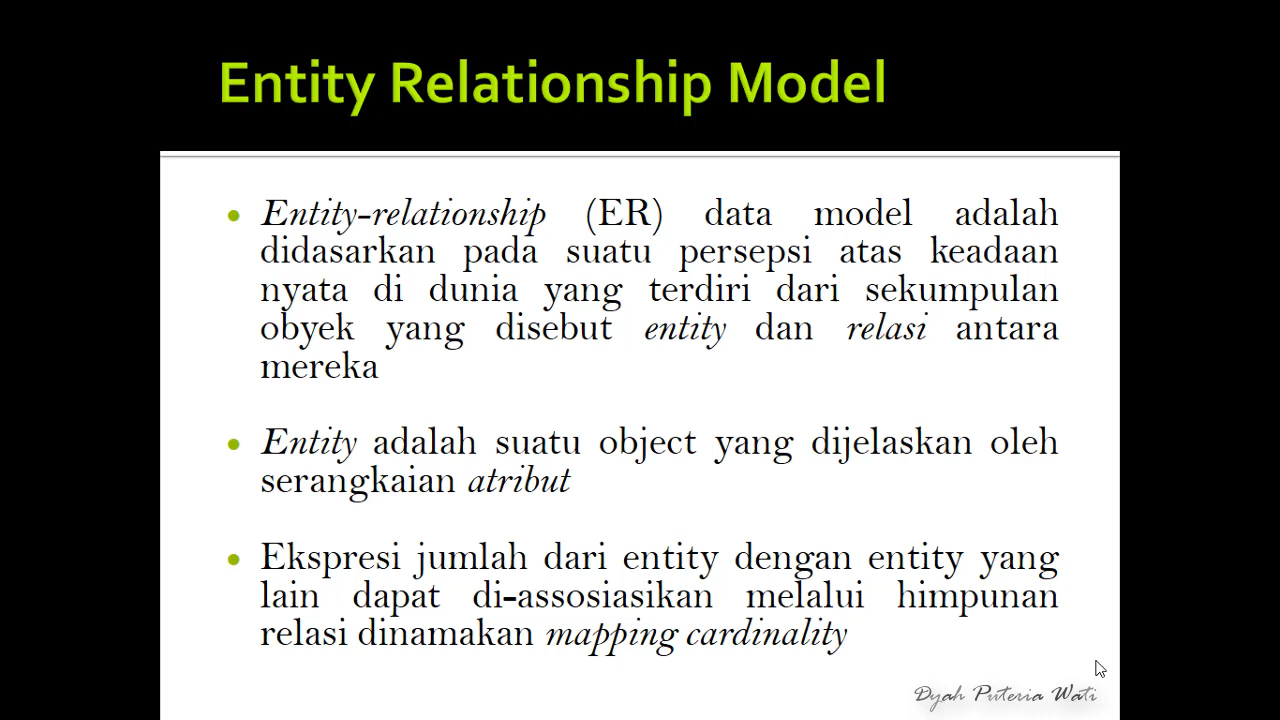 Entity Relationship Model
• Entity-relationship (ER) data model adalah
didasarkan pada suatu persepsi atas keadaan
nyata di dunia yang terdiri dari sekumpulan
obyek yang disebut entity dan relasi antara
mereka
• Entity adalah suatu object yang dijelaskan oleh
serangkaian atribut
• Ekspresi jumlah dari entity dengan entity yang
lain dapat di-assosiasikan melalui himpunan
relasi dinamakan mapping cardinality
Dyah Puteria Wati